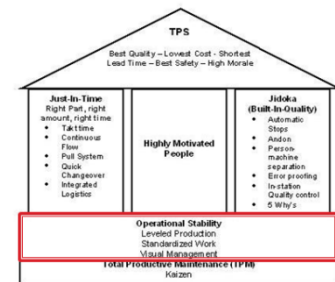 TPS
Best Quality – Lowest Cost - Shortest
Lead Time – Best Safety – High Morale
Just-In-Time
Right Part, right
amount, right time
• Takt time
• Continuous
Flow
• Pull System
• Quick
Changeover
• Integrated
Logistics
Highly Motivated
People
Jidoka
(Built-In-Quality)
• Automatic
Stops
• Andon
• Person-
machine
separation
• Error proofing
• In-station
Quality control
• 5 Why's
Operational Stability
Leveled Production
Standardized Work
Visual Management
Total Productive Maintenance (TPM)
Kaizen